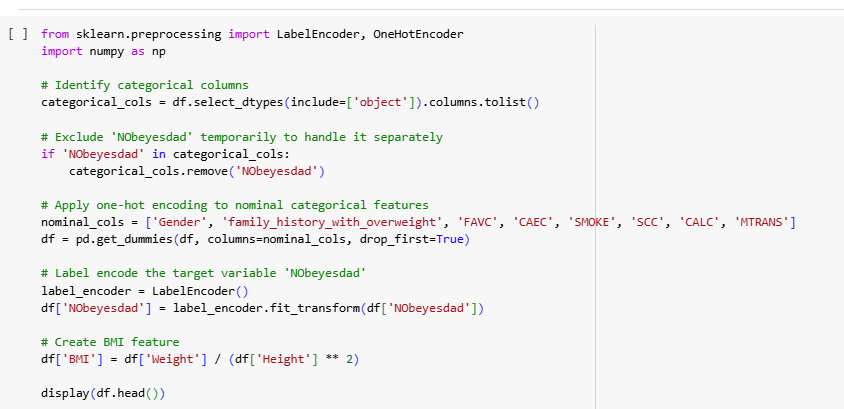 [ ] from sklearn.preprocessing import LabelEncoder, OneHotEncoder
import numpy as np
# Identify categorical columns
categorical_cols = df.select_dtypes(include=['object']).columns.tolist()
# Exclude 'NObeyesdad' temporarily to handle it separately
if 'NObeyesdad' in categorical_cols:
    categorical_cols.remove('NObeyesdad')
# Apply one-hot encoding to nominal categorical features
nominal_cols = ['Gender', 'family_history_with_overweight', 'FAVC', 'CAEC', 'SMOKE', 'SCC', 'CALC', 'MTRANS']
df = pd.get_dummies(df, columns=nominal_cols, drop_first=True)
# Label encode the target variable 'NObeyesdad'
label_encoder = LabelEncoder()
df['NObeyesdad'] = label_encoder.fit_transform(df['NObeyesdad'])
# Create BMI feature
df['BMI'] = df['Weight'] / (df['Height'] ** 2)
display(df.head())